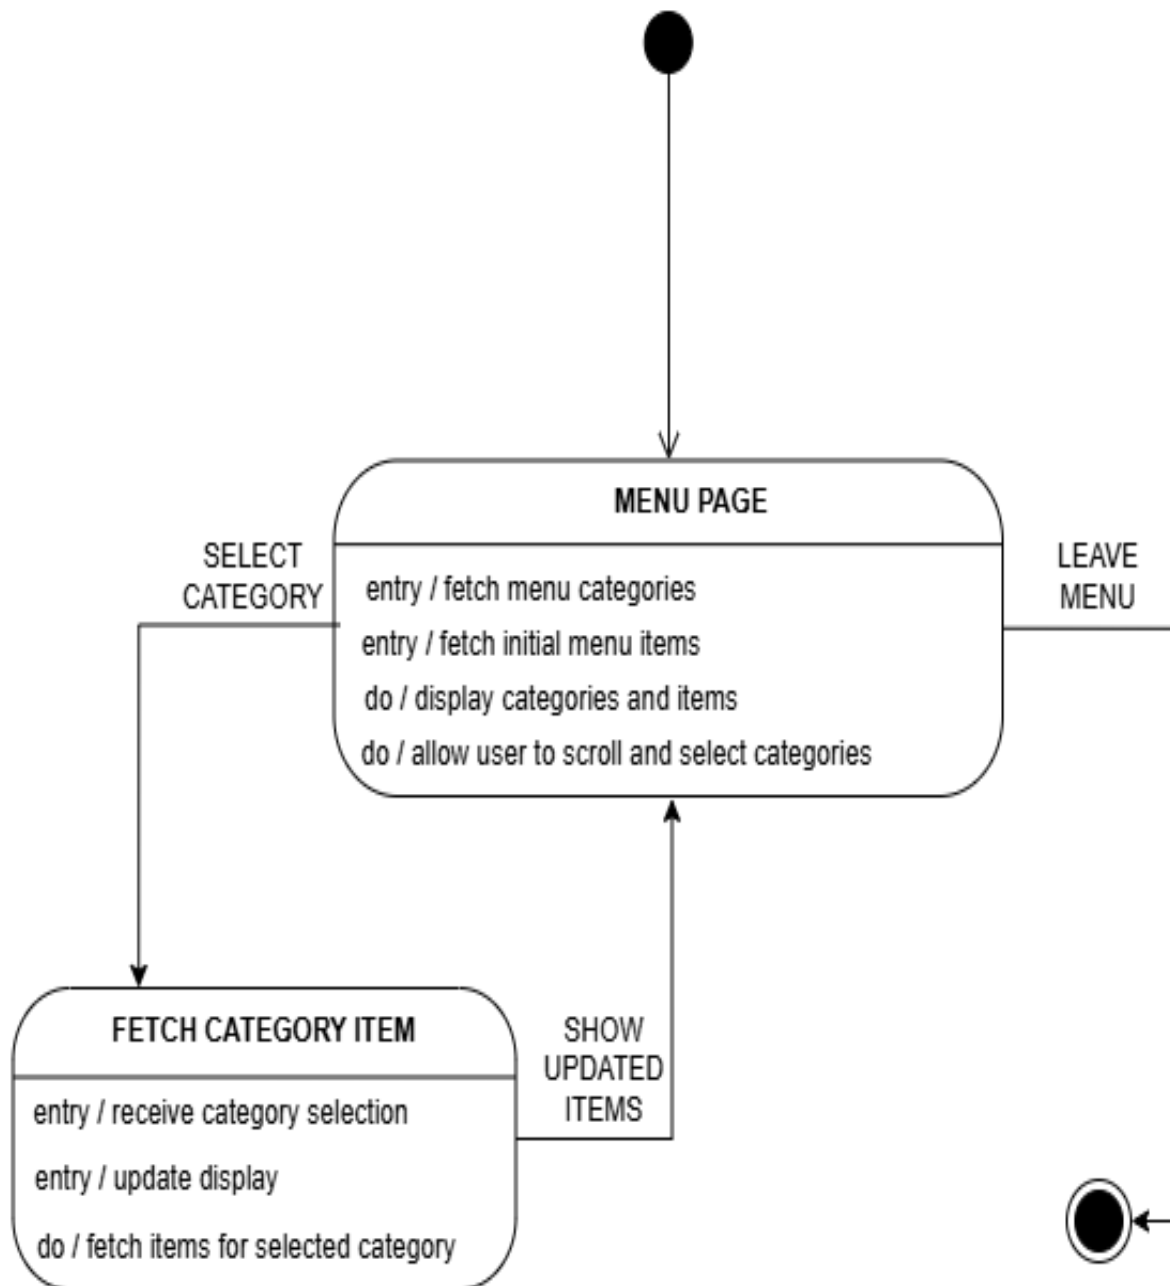 MENU PAGE
SELECT
CATEGORY
LEAVE
MENU
entry / fetch menu categories
entry / fetch initial menu items
do / display categories and items
do / allow user to scroll and select categories
FETCH CATEGORY ITEM
SHOW
UPDATED
ITEMS
entry / receive category selection
entry / update display
do / fetch items for selected category